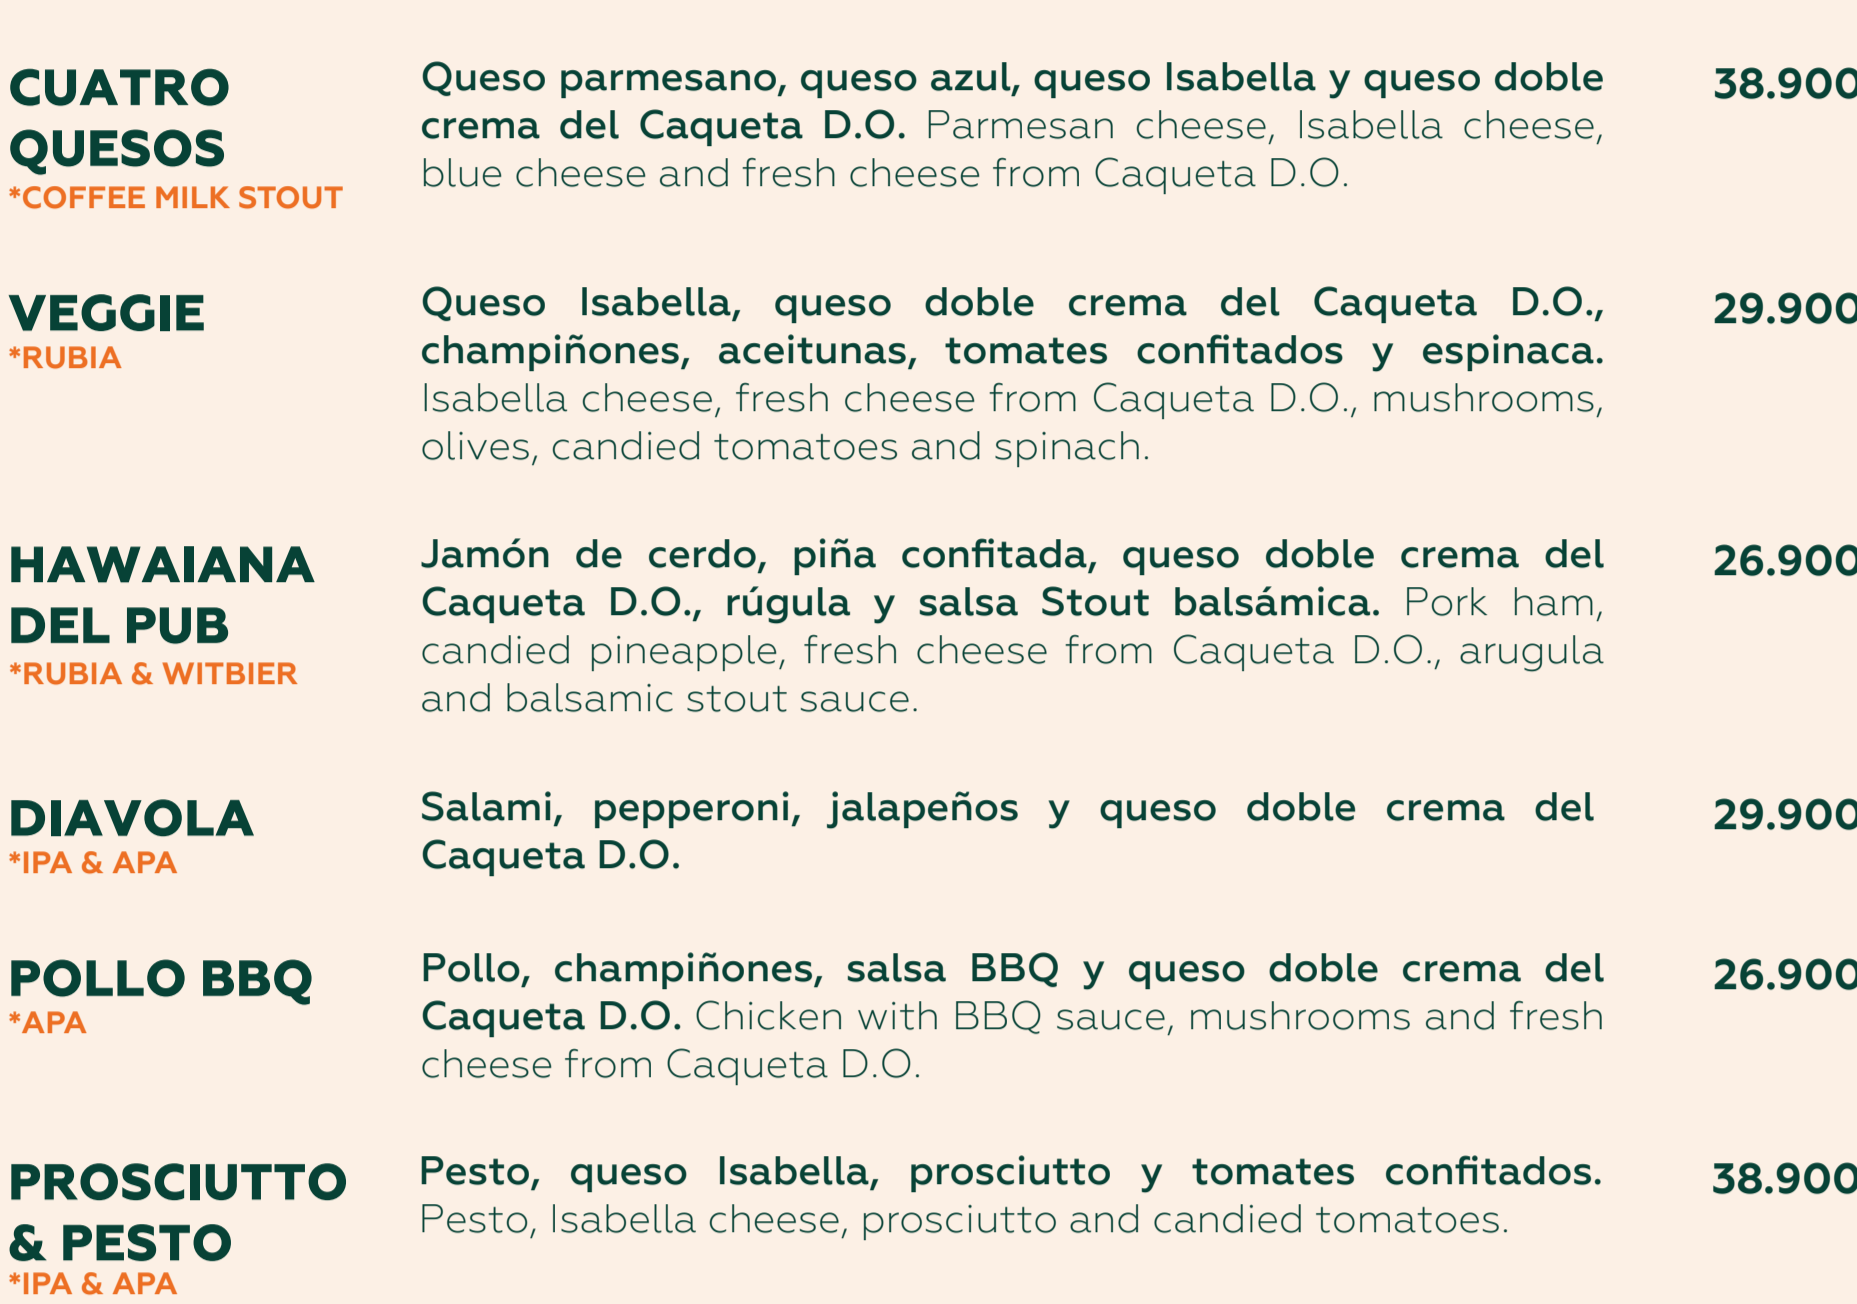 CUATRO
QUESOS
*COFFEE MILK STOUT
Queso parmesano, queso azul, queso Isabella y queso doble
crema del Caqueta D.O. Parmesan cheese, Isabella cheese,
blue cheese and fresh cheese from Caqueta D.O.
38.900
VEGGIE
*RUBIA
Queso Isabella, queso doble crema del Caqueta D.O.,
champiñones, aceitunas, tomates confitados y espinaca.
Isabella cheese, fresh cheese from Caqueta D.O., mushrooms,
olives, candied tomatoes and spinach.
29.900
HAWAIANA
DEL PUB
*RUBIA & WITBIER
Jamón de cerdo, piña confitada, queso doble crema del
Caqueta D.O., rúgula y salsa Stout balsámica. Pork ham,
candied pineapple, fresh cheese from Caqueta D.O., arugula
and balsamic stout sauce.
26.900
DIAVOLA
*IPA & APA
Salami, pepperoni, jalapeños y queso doble crema del
Caqueta D.O.
29.900
POLLO BBQ
*APA
Pollo, champiñones, salsa BBQ y queso doble crema del
Caqueta D.O. Chicken with BBQ sauce, mushrooms and fresh
cheese from Caqueta D.O.
26.900
PROSCIUTTO
& PESTO
*IPA & APA
Pesto, queso Isabella, prosciutto y tomates confitados.
Pesto, Isabella cheese, prosciutto and candied tomatoes.
38.900